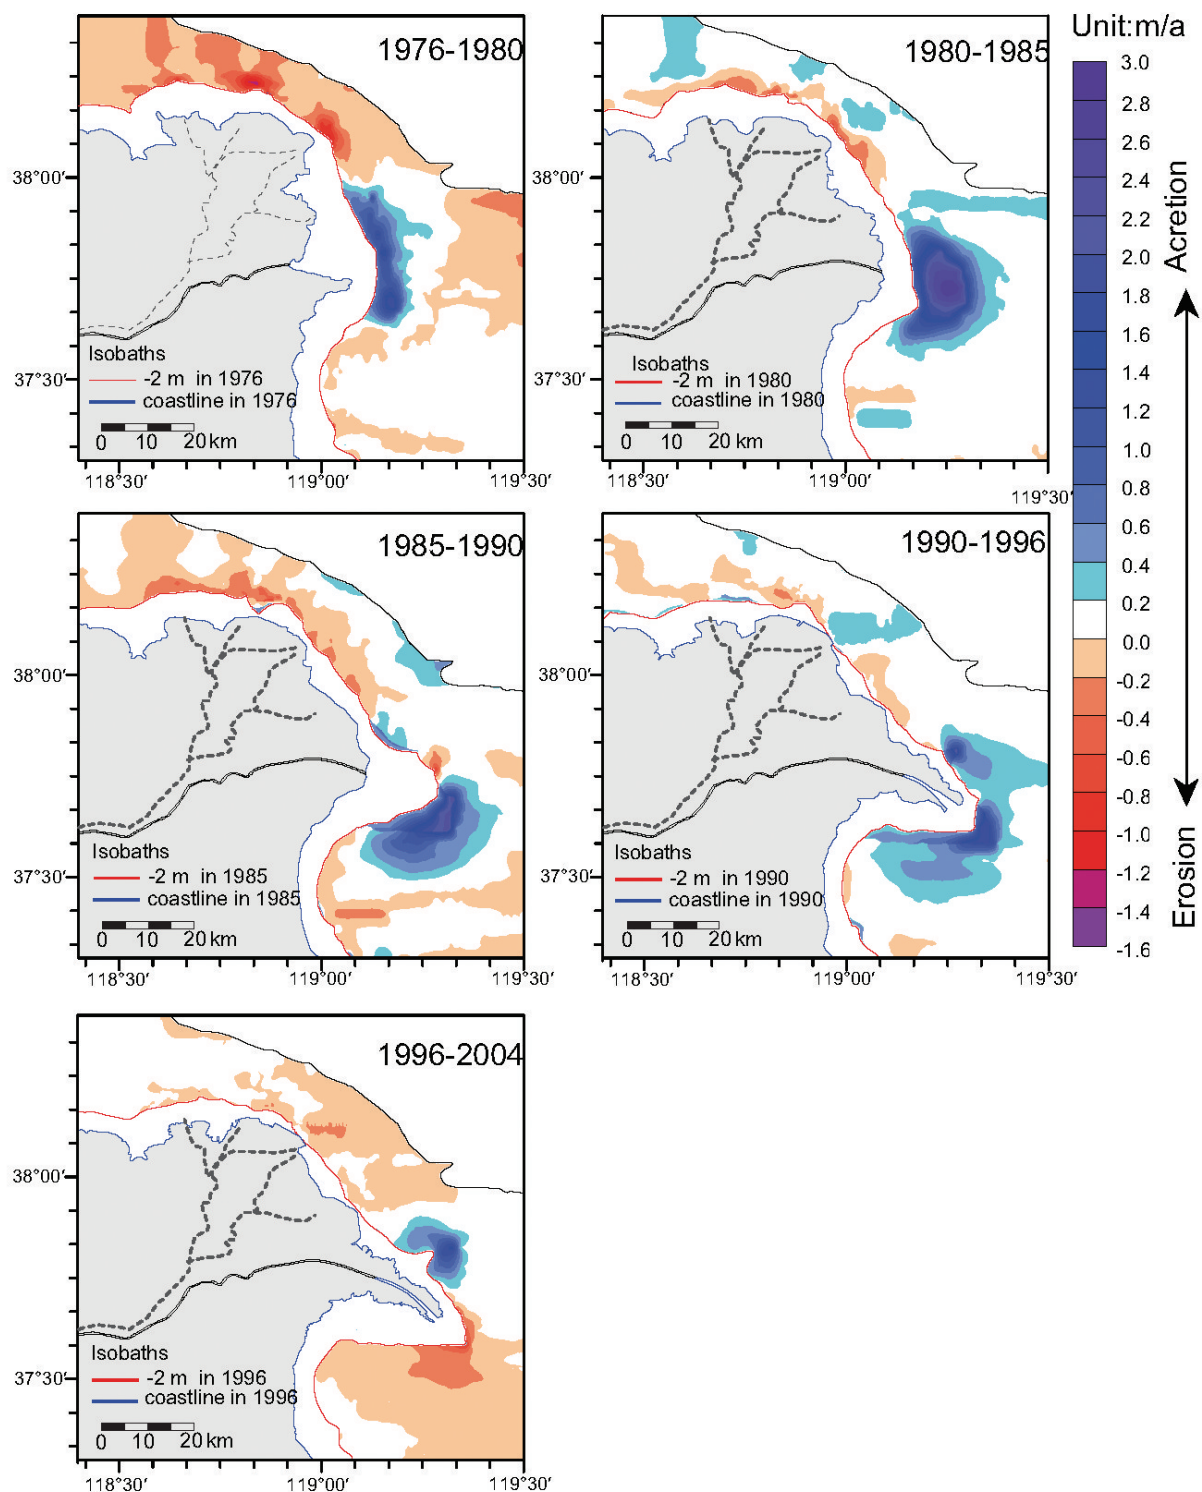 1976-1980
38°00′
37°30′
Isobaths
-2 m in 1976
coastline in 1976
0 10 20 km
118°30′ 119°00′ 119°30′
1980-1985
38°00′
37°30′
Isobaths
-2 m in 1980
coastline in 1980
0 10 20 km
118°30′ 119°00′ 119°30′
Unit:m/a
3.0
2.8
2.6
2.4
2.2
2.0
1.8
1.6
1.4
1.2
1.0
0.8
0.6
0.4
0.2
0.0
-0.2
-0.4
-0.6
-0.8
-1.0
-1.2
-1.4
-1.6
Acretion
Erosion
1985-1990
38°00′
37°30′
Isobaths
-2 m in 1985
coastline in 1985
0 10 20 km
118°30′ 119°00′ 119°30′
1990-1996
38°00′
37°30′
Isobaths
-2 m in 1990
coastline in 1990
0 10 20 km
118°30′ 119°00′ 119°30′
1996-2004
38°00′
37°30′
Isobaths
-2 m in 1996
coastline in 1996
0 10 20 km
118°30′ 119°00′ 119°30′